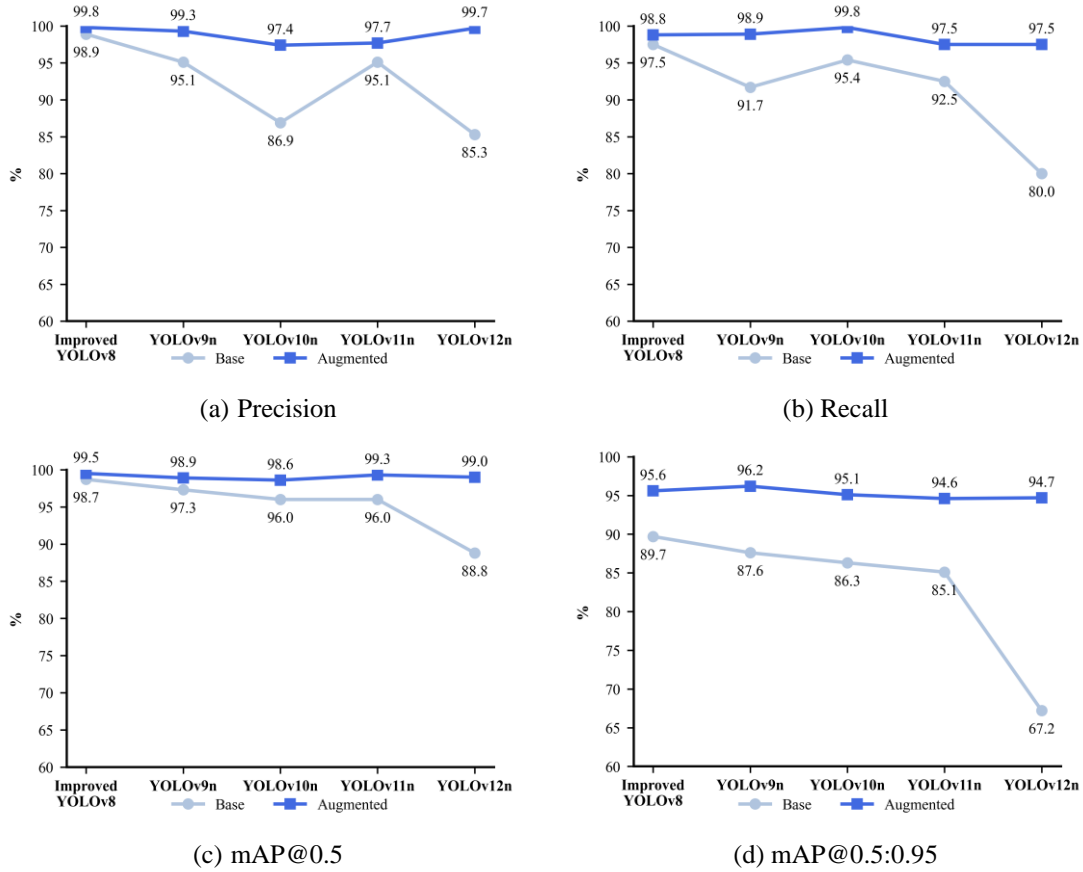 99.8 99.3 97.4 97.7 99.7
98.9 95.1 86.9 95.1 85.3
100
95
90
85
80
75
70
65
60
%
Improved YOLOv8 YOLOv9n YOLOv10n YOLOv11n YOLOv12n
Base Augmented
(a) Precision
98.8 98.9 99.8 97.5 97.5
97.5 91.7 95.4 92.5 80.0
100
95
90
85
80
75
70
65
60
%
Improved YOLOv8 YOLOv9n YOLOv10n YOLOv11n YOLOv12n
Base Augmented
(b) Recall
99.5 98.9 98.6 99.3 99.0
98.7 97.3 96.0 96.0 88.8
100
95
90
85
80
75
70
65
60
%
Improved YOLOv8 YOLOv9n YOLOv10n YOLOv11n YOLOv12n
Base Augmented
(c) mAP@0.5
95.6 96.2 95.1 94.6 94.7
89.7 87.6 86.3 85.1 67.2
100
95
90
85
80
75
70
65
60
%
Improved YOLOv8 YOLOv9n YOLOv10n YOLOv11n YOLOv12n
Base Augmented
(d) mAP@0.5:0.95